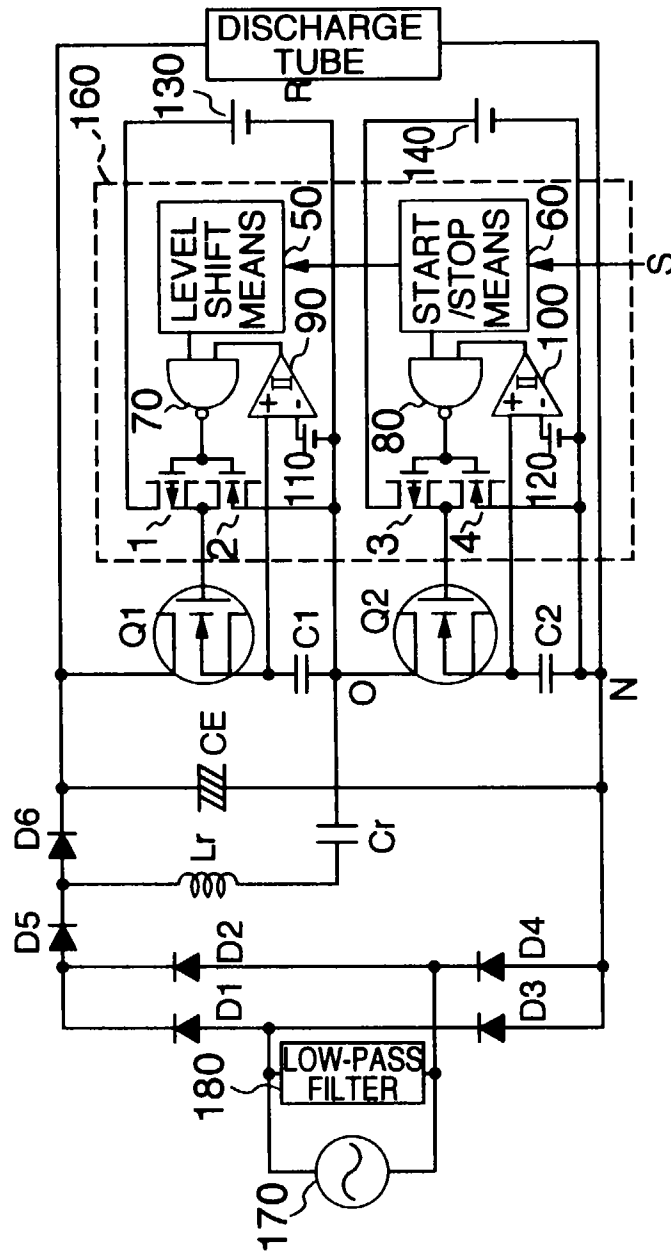 DISCHARGE
TUBE
R
160
130
140
LEVEL
SHIFT
MEANS
50
START
/STOP
MEANS
60
S
70
90
80
100
+
-
+
-
110
120
1
2
3
4
Q1
Q2
C1
C2
O
N
CE
D6
Lr
Cr
D5
D2
D4
D1
D3
LOW-PASS
FILTER
180
170